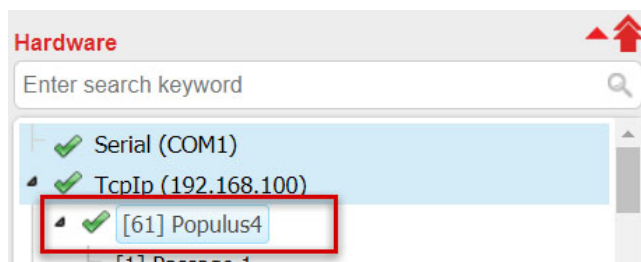 Hardware
Enter search keyword
Serial (COM1)
TcpIp (192.168.100)
[61] Populus4